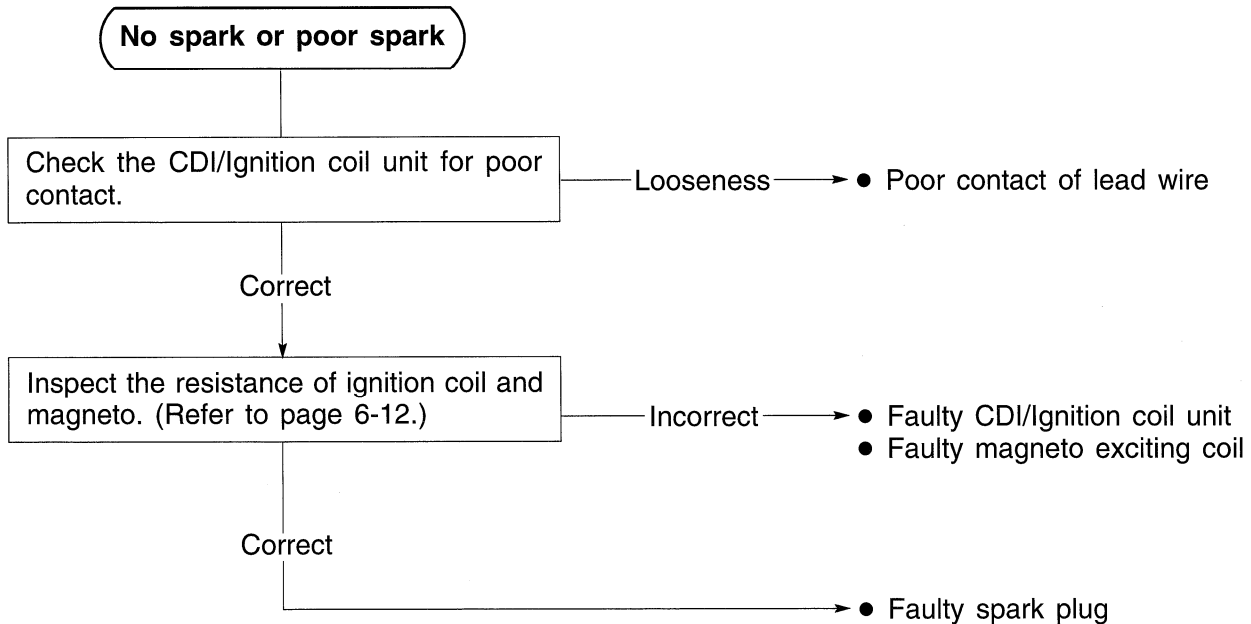 No spark or poor spark
Check the CDI/Ignition coil unit for poor
contact.
Looseness
● Poor contact of lead wire
Correct
Inspect the resistance of ignition coil and
magneto. (Refer to page 6-12.)
Incorrect
● Faulty CDI/Ignition coil unit
● Faulty magneto exciting coil
Correct
● Faulty spark plug